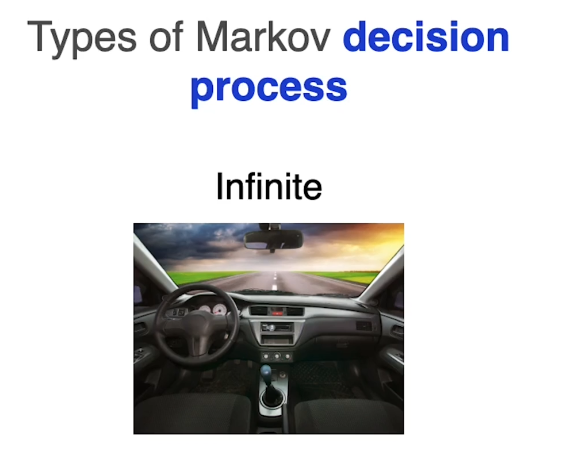 Types of Markov decision
process
Infinite